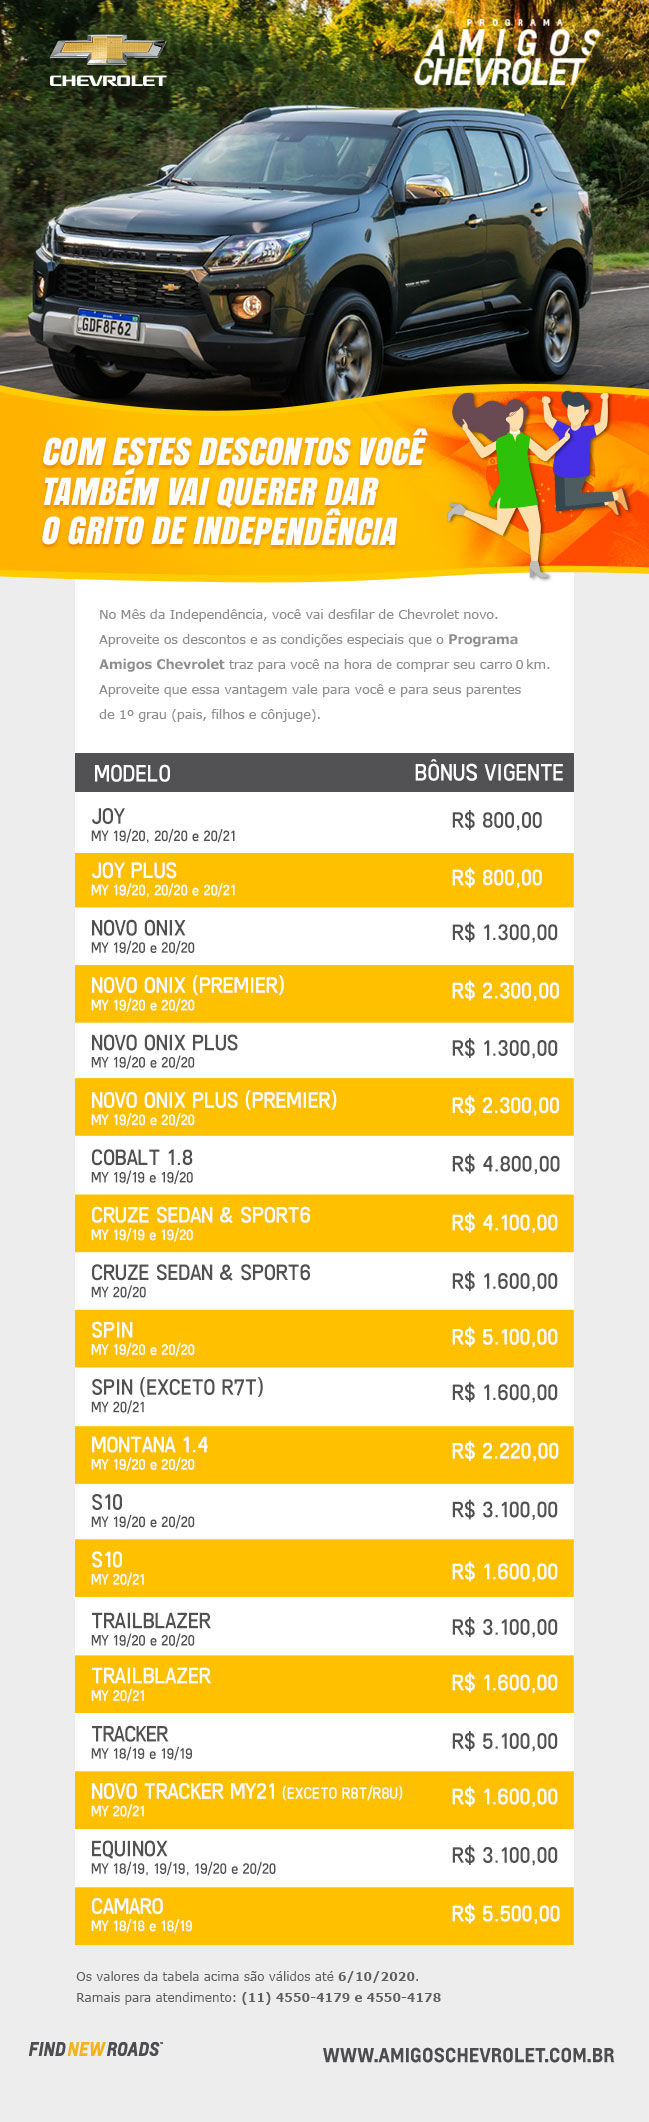 CHEVROLET
PROGRAMA
AMIGOS
CHEVROLET
CHEVROLET
GDF8F62
COM ESTES DESCONTOS VOCÊ
TAMBÉM VAI QUERER DAR
O GRITO DE INDEPENDÊNCIA
No Mês da Independência, você vai desfilar de Chevrolet novo.
Aproveite os descontos e as condições especiais que o Programa
Amigos Chevrolet traz para você na hora de comprar seu carro 0 km.
Aproveite que essa vantagem vale para você e para seus parentes
de 1º grau (pais, filhos e cônjuge).
MODELO BÔNUS VIGENTE
JOY R$ 800,00
MY 19/20, 20/20 e 20/21
JOY PLUS R$ 800,00
MY 19/20, 20/20 e 20/21
NOVO ONIX R$ 1.300,00
MY 19/20 e 20/20
NOVO ONIX (PREMIER) R$ 2.300,00
MY 19/20 e 20/20
NOVO ONIX PLUS R$ 1.300,00
MY 19/20 e 20/20
NOVO ONIX PLUS (PREMIER) R$ 2.300,00
MY 19/20 e 20/20
COBALT 1.8 R$ 4.800,00
MY 19/19 e 19/20
CRUZE SEDAN & SPORT6 R$ 4.100,00
MY 19/19 e 19/20
CRUZE SEDAN & SPORT6 R$ 1.600,00
MY 20/20
SPIN R$ 5.100,00
MY 19/20 e 20/20
SPIN (EXCETO R7T) R$ 1.600,00
MY 20/21
MONTANA 1.4 R$ 2.220,00
MY 19/20 e 20/20
S10 R$ 3.100,00
MY 19/20 e 20/20
S10 R$ 1.600,00
MY 20/21
TRAILBLAZER R$ 3.100,00
MY 19/20 e 20/20
TRAILBLAZER R$ 1.600,00
MY 20/21
TRACKER R$ 5.100,00
MY 18/19 e 19/19
NOVO TRACKER MY21 (EXCETO R8T/R8U) R$ 1.600,00
MY 20/21
EQUINOX R$ 3.100,00
MY 18/19, 19/19, 19/20 e 20/20
CAMARO R$ 5.500,00
MY 18/18 e 18/19
Os valores da tabela acima são válidos até 6/10/2020.
Ramais para atendimento: (11) 4550-4179 e 4550-4178
FIND NEW ROADS™
WWW.AMIGOSCHEVROLET.COM.BR